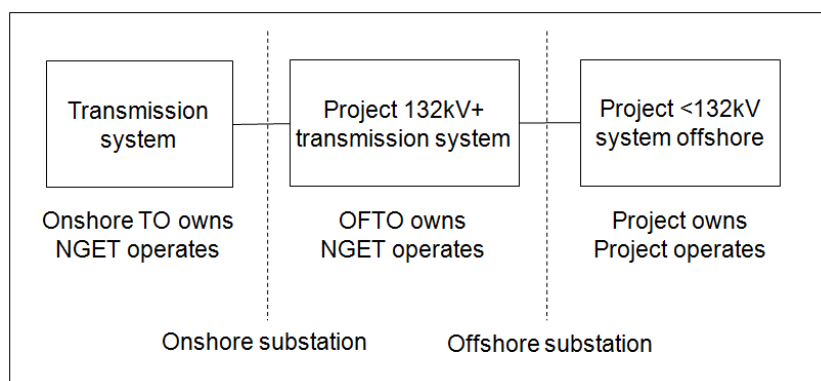 Transmission
system
Project 132kV+
transmission system
Project <132kV
system offshore
Onshore TO owns
NGET operates
OFTO owns
NGET operates
Project owns
Project operates
Onshore substation
Offshore substation